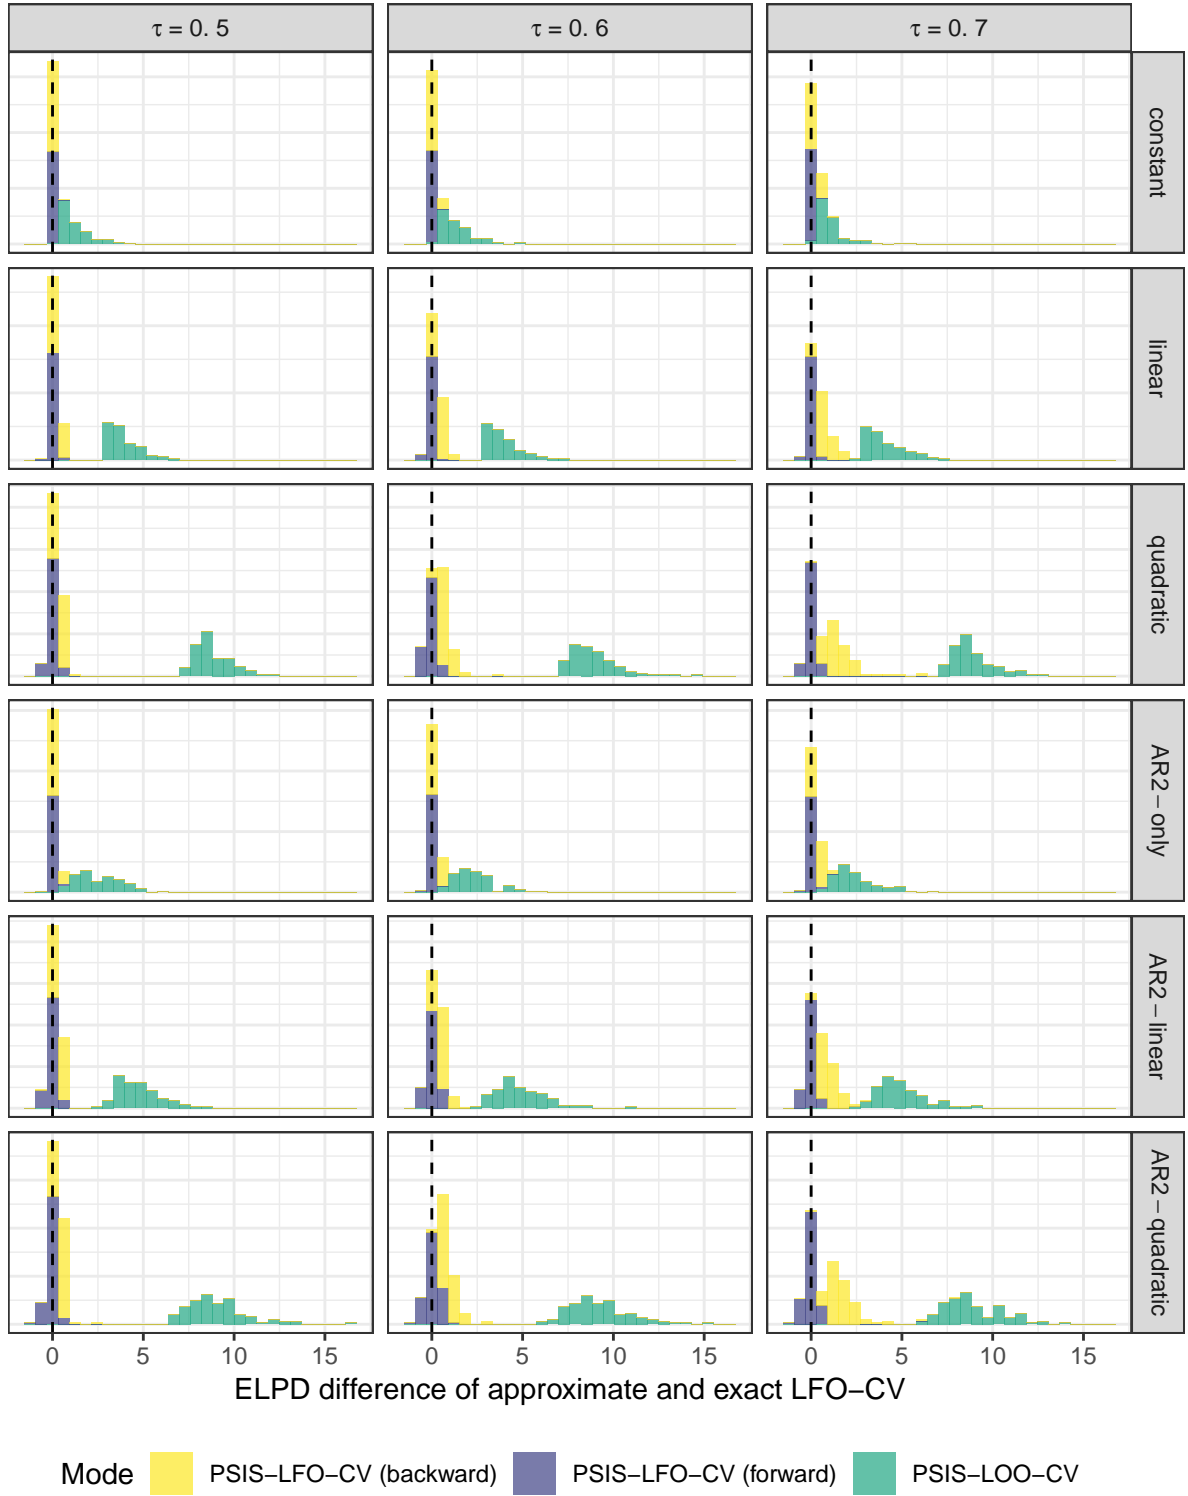 τ = 0. 5 τ = 0. 6 τ = 0. 7
constant
linear
quadratic
AR2−only
AR2−linear
AR2−quadratic
0 5 10 15 0 5 10 15 0 5 10 15
ELPD difference of approximate and exact LFO−CV
Mode PSIS−LFO−CV (backward) PSIS−LFO−CV (forward) PSIS−LOO−CV